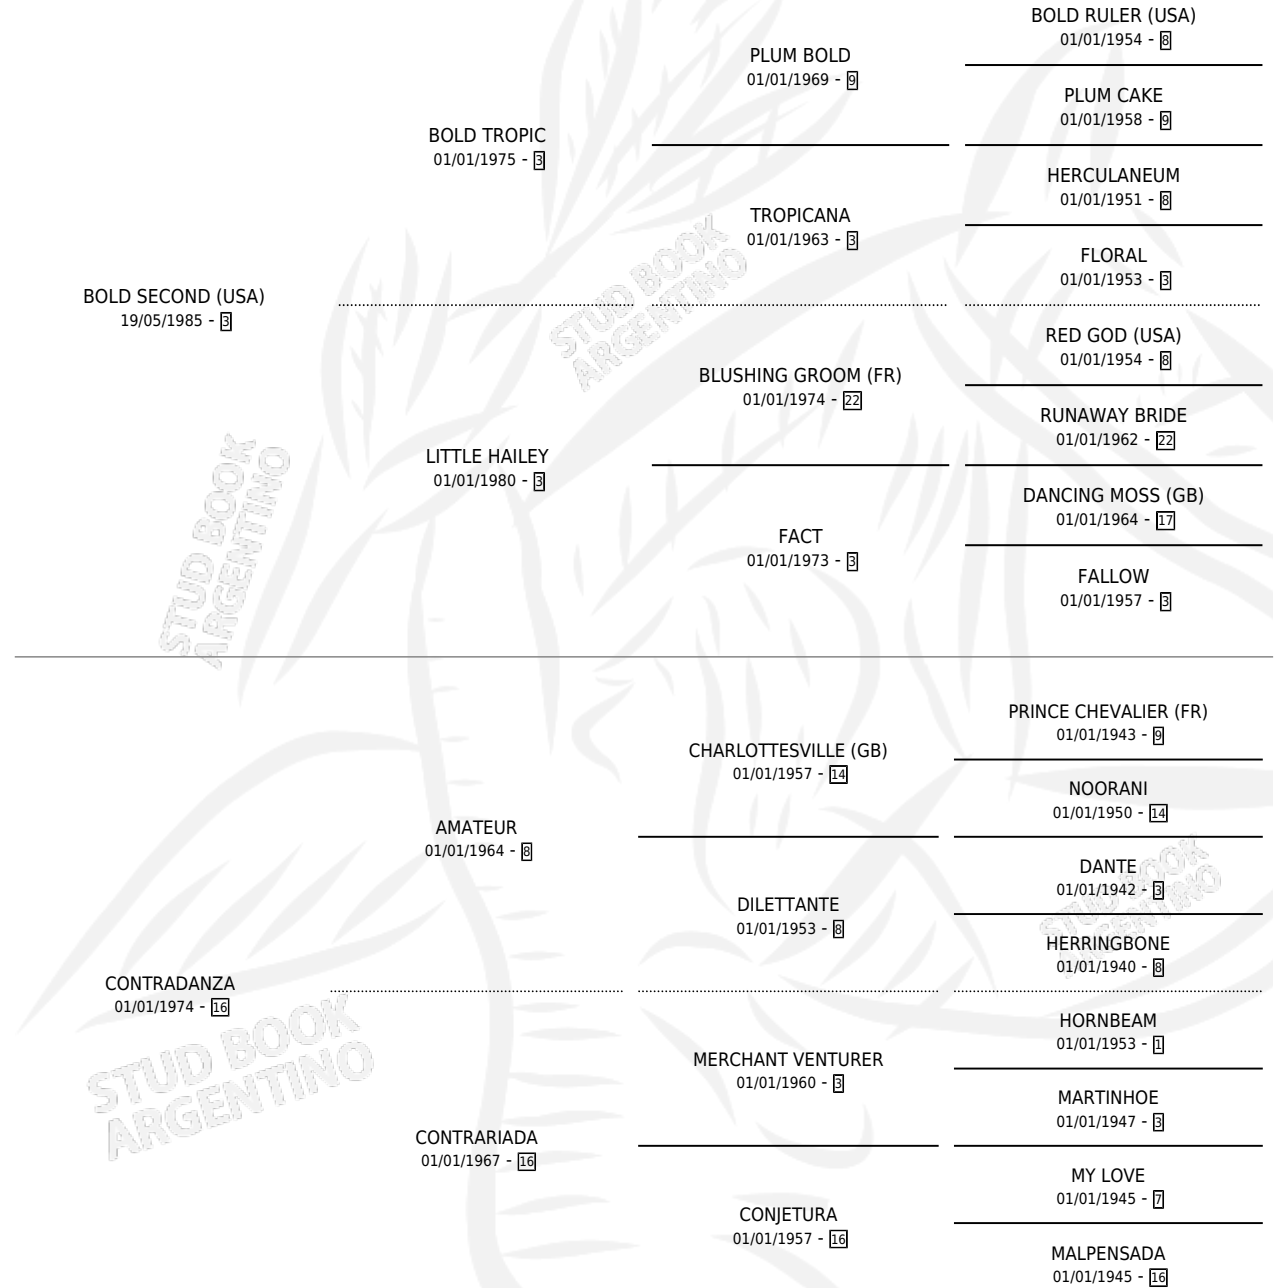 BOLD RULER (USA)
01/01/1954 - 8
PLUM BOLD
01/01/1969 - 9
PLUM CAKE
01/01/1958 - 9
BOLD TROPIC
01/01/1975 - 3
HERCULANEUM
01/01/1951 - 8
TROPICANA
01/01/1963 - 3
FLORAL
01/01/1953 - 3
BOLD SECOND (USA)
19/05/1985 - 3
RED GOD (USA)
01/01/1954 - 8
BLUSHING GROOM (FR)
01/01/1974 - 22
RUNAWAY BRIDE
01/01/1962 - 22
LITTLE HAILEY
01/01/1980 - 3
DANCING MOSS (GB)
01/01/1964 - 17
FACT
01/01/1973 - 3
FALLOW
01/01/1957 - 3
STUD BOOK
ARGENTINO
STUD BOOK
ARGENTINO
PRINCE CHEVALIER (FR)
01/01/1943 - 9
CHARLOTTESVILLE (GB)
01/01/1957 - 14
NOORANI
01/01/1950 - 14
AMATEUR
01/01/1964 - 8
DANTE
01/01/1942 - 3
DILETTANTE
01/01/1953 - 8
HERRINGBONE
01/01/1940 - 8
STUD BOOK
ARGENTINO
CONTRADANZA
01/01/1974 - 16
HORNBEAM
01/01/1953 - 1
MERCHANT VENTURER
01/01/1960 - 3
MARTINHOE
01/01/1947 - 3
STUD BOOK
ARGENTINO
CONTRARIADA
01/01/1967 - 16
MY LOVE
01/01/1945 - 7
CONJETURA
01/01/1957 - 16
MALPENSADA
01/01/1945 - 16